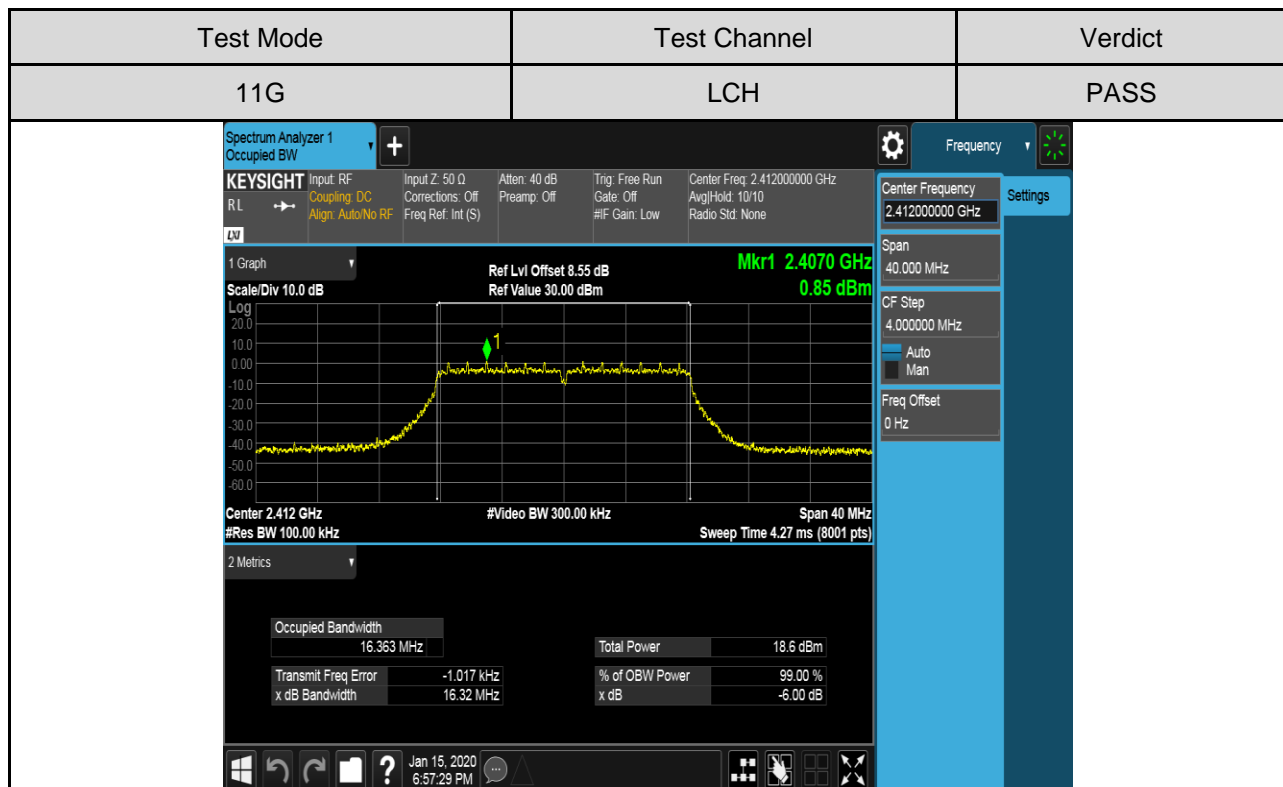 Test Mode Test Channel Verdict
11G LCH PASS
Spectrum Analyzer 1
Occupied BW
+
Frequency
KEYSIGHT Input: RF Input Z: 50 Ω Atten: 40 dB Trig: Free Run Center Freq: 2.412000000 GHz
RL Coupling: DC Corrections: Off Preamp: Off Gate: Off Avg|Hold: 10/10
Align: Auto/No RF Freq Ref: Int (S) #IF Gain: Low Radio Std: None
LXI
Center Frequency
2.412000000 GHz
Settings
Span
40.000 MHz
CF Step
4.000000 MHz
Auto
Man
Freq Offset
0 Hz
1 Graph Ref Lvl Offset 8.55 dB Mkr1 2.4070 GHz
Scale/Div 10.0 dB Ref Value 30.00 dBm 0.85 dBm
Log
20.0
10.0
0.00
-10.0
-20.0
-30.0
-40.0
-50.0
-60.0
1
Center 2.412 GHz #Video BW 300.00 kHz Span 40 MHz
#Res BW 100.00 kHz Sweep Time 4.27 ms (8001 pts)
2 Metrics
Occupied Bandwidth
16.363 MHz Total Power 18.6 dBm
Transmit Freq Error -1.017 kHz % of OBW Power 99.00 %
x dB Bandwidth 16.32 MHz x dB -6.00 dB
? Jan 15, 2020
6:57:29 PM